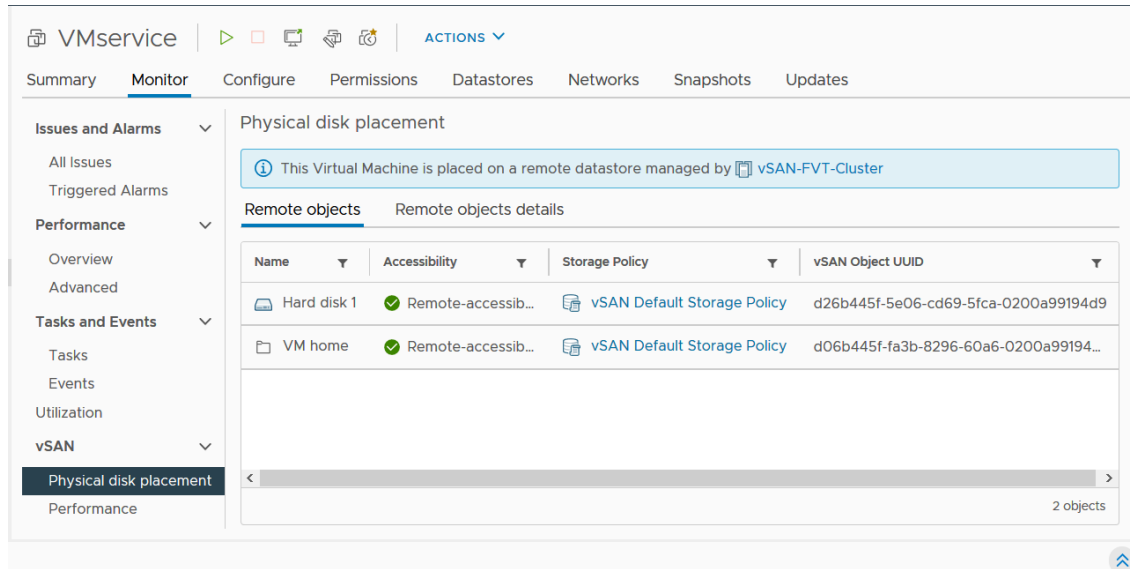 VMservice ACTIONS
Summary Monitor Configure Permissions Datastores Networks Snapshots Updates
Issues and Alarms
All Issues
Triggered Alarms
Performance
Overview
Advanced
Tasks and Events
Tasks
Events
Utilization
vSAN
Physical disk placement
Performance
Physical disk placement
This Virtual Machine is placed on a remote datastore managed by vSAN-FVT-Cluster
Remote objects Remote objects details
Name Accessibility Storage Policy vSAN Object UUID
Hard disk 1 Remote-accessib... vSAN Default Storage Policy d26b445f-5e06-cd69-5fca-0200a99194d9
VM home Remote-accessib... vSAN Default Storage Policy d06b445f-fa3b-8296-60a6-0200a99194...
2 objects